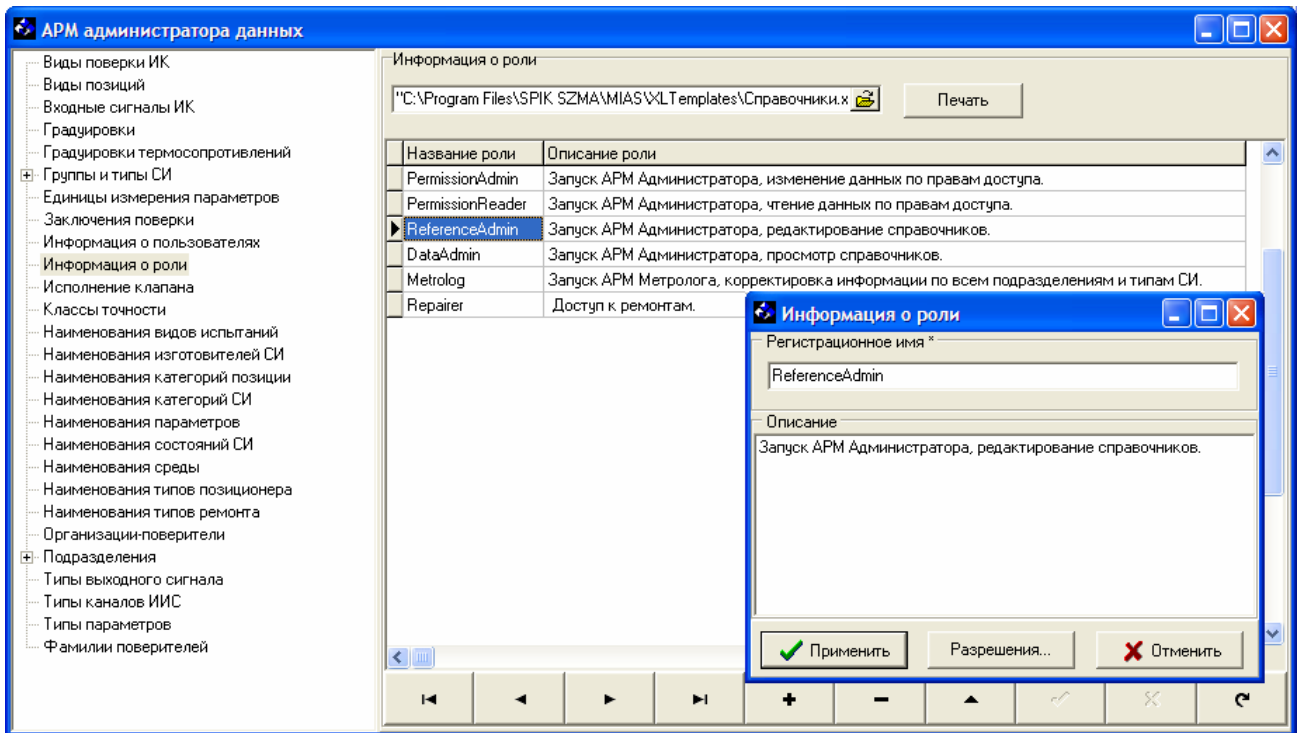 АРМ администратора данных
Виды поверки ИК
Виды позиций
Входные сигналы ИК
Градуировки
Градуировки термосопротивлений
Группы и типы СИ
Единицы измерения параметров
Заключения поверки
Информация о пользователях
Информация о роли
Исполнение клапана
Классы точности
Наименования видов испытаний
Наименования изготовителей СИ
Наименования категорий позиции
Наименования категорий СИ
Наименования параметров
Наименования состояний СИ
Наименования среды
Наименования типов позиционера
Наименования типов ремонта
Организации-поверители
Подразделения
Типы выходного сигнала
Типы каналов ИИС
Типы параметров
Фамилии поверителей
Информация о роли
"C:\Program Files\SPIK SZMA\MIAS\XLTemplates\Справочники.x
Печать
Название роли Описание роли
PermissionAdmin Запуск АРМ Администратора, изменение данных по правам доступа.
PermissionReader Запуск АРМ Администратора, чтение данных по правам доступа.
ReferenceAdmin Запуск АРМ Администратора, редактирование справочников.
DataAdmin Запуск АРМ Администратора, просмотр справочников.
Metrolog Запуск АРМ Метролога, корректировка информации по всем подразделениям и типам СИ.
Repairer Доступ к ремонтам.
Информация о роли
Регистрационное имя *
ReferenceAdmin
Описание
Запуск АРМ Администратора, редактирование справочников.
Применить Разрешения... Отменить